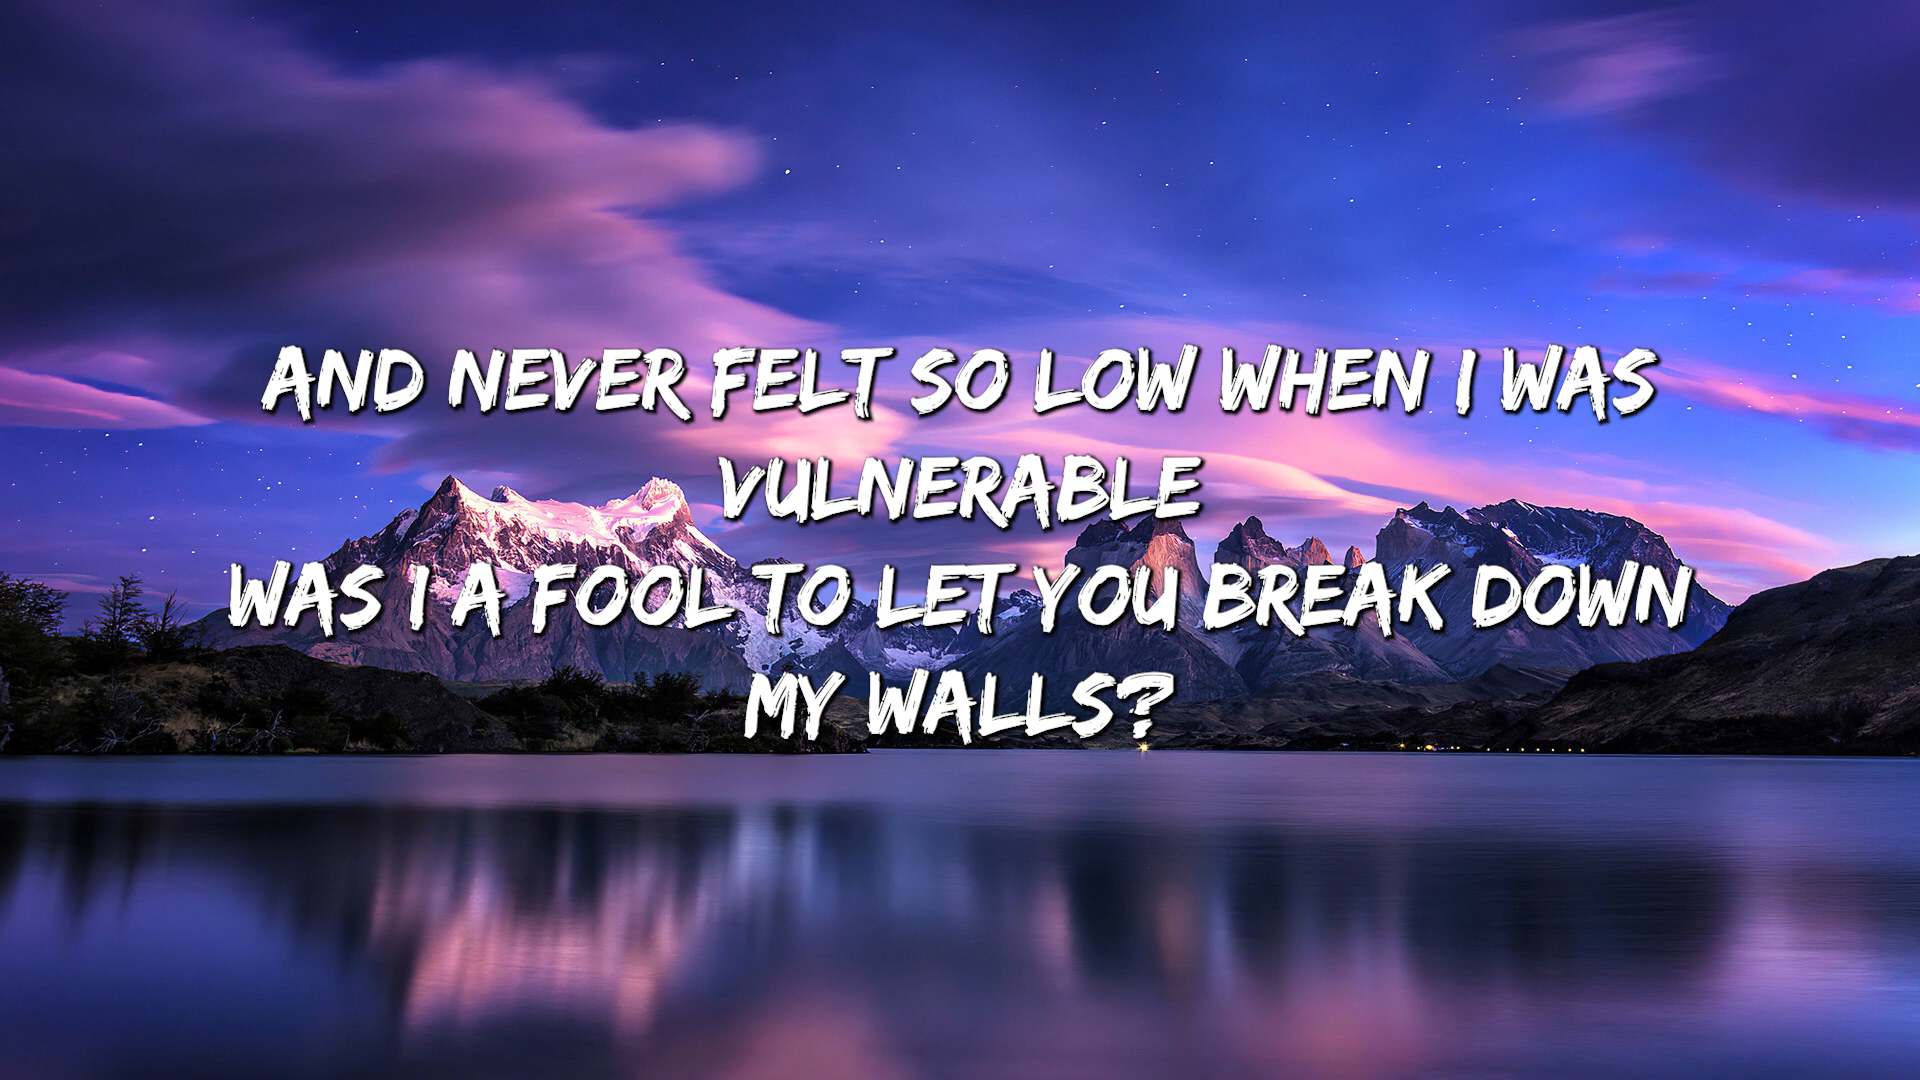 AND NEVER FELT SO LOW WHEN I WAS
VULNERABLE
WAS I A FOOL TO LET YOU BREAK DOWN
MY WALLS?